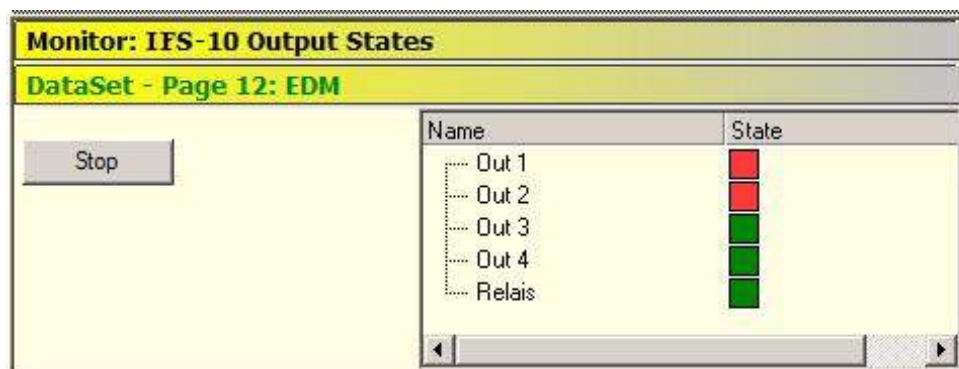 Monitor: IFS-10 Output States
DataSet - Page 12: EDM
Stop
Name State
Out 1
Out 2
Out 3
Out 4
Relais